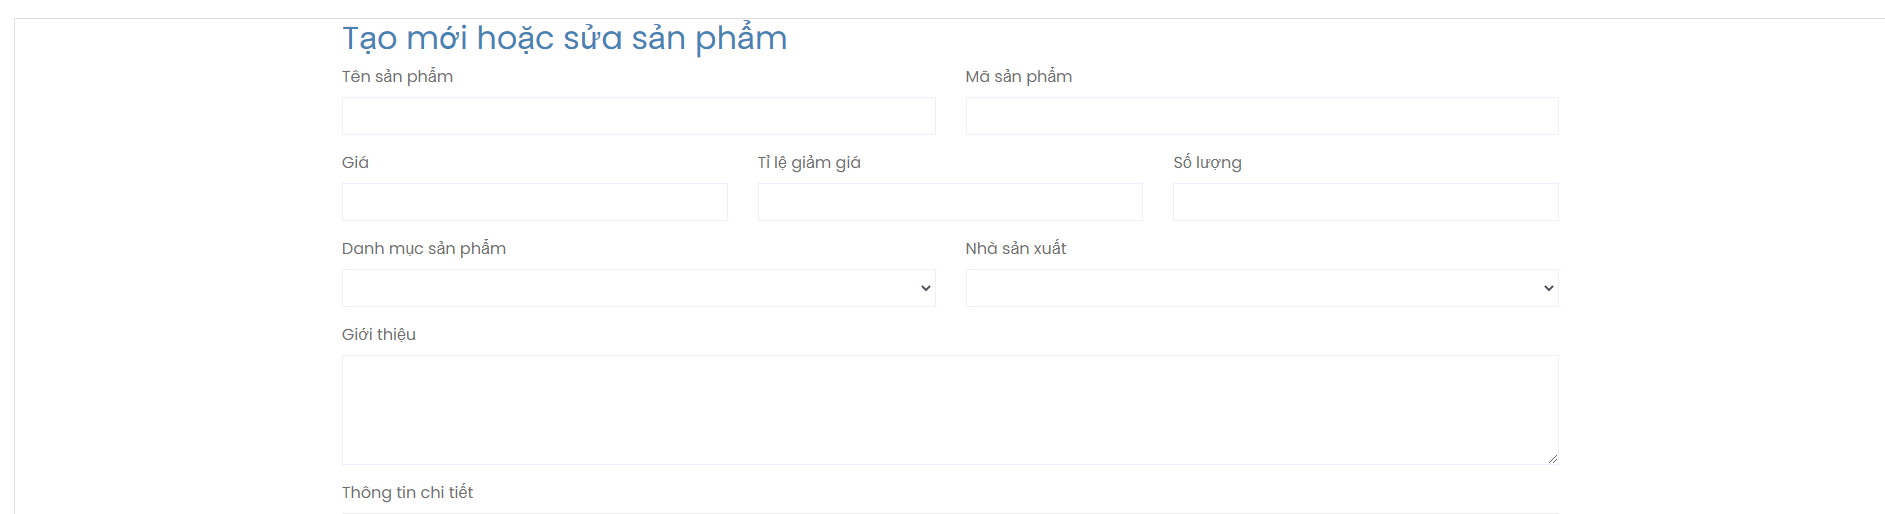 Tạo mới hoặc sửa sản phẩm
Tên sản phẩm
Mã sản phẩm
Giá
Tỉ lệ giảm giá
Số lượng
Danh mục sản phẩm
Nhà sản xuất
Giới thiệu
Thông tin chi tiết